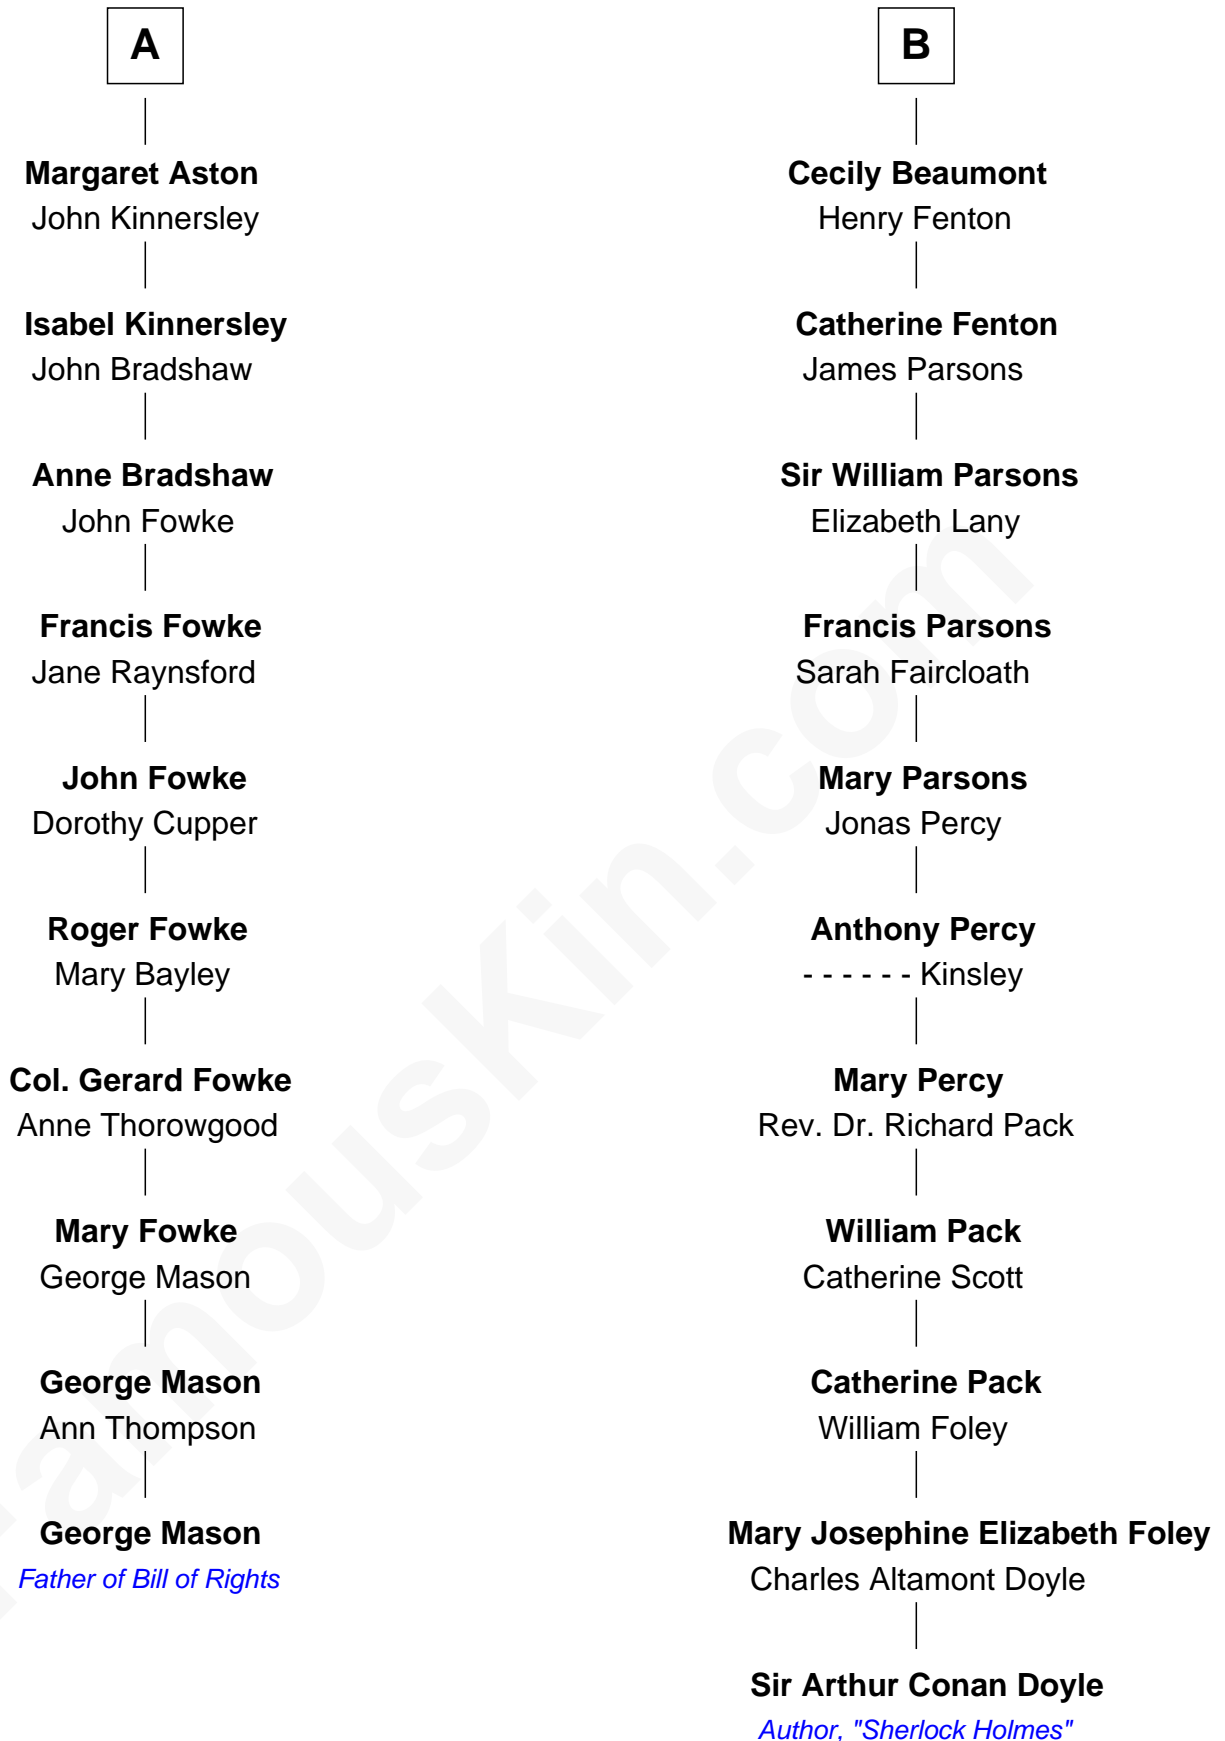 A
Margaret Aston
John Kinnersley
Isabel Kinnersley
John Bradshaw
Anne Bradshaw
John Fowke
Francis Fowke
Jane Raynsford
John Fowke
Dorothy Cupper
Roger Fowke
Mary Bayley
Col. Gerard Fowke
Anne Thorowgood
Mary Fowke
George Mason
George Mason
Ann Thompson
George Mason
Father of Bill of Rights
B
Cecily Beaumont
Henry Fenton
Catherine Fenton
James Parsons
Sir William Parsons
Elizabeth Lany
Francis Parsons
Sarah Faircloath
Mary Parsons
Jonas Percy
Anthony Percy
- - - - - - Kinsley
Mary Percy
Rev. Dr. Richard Pack
William Pack
Catherine Scott
Catherine Pack
William Foley
Mary Josephine Elizabeth Foley
Charles Altamont Doyle
Sir Arthur Conan Doyle
Author, "Sherlock Holmes"
FamousKin.com